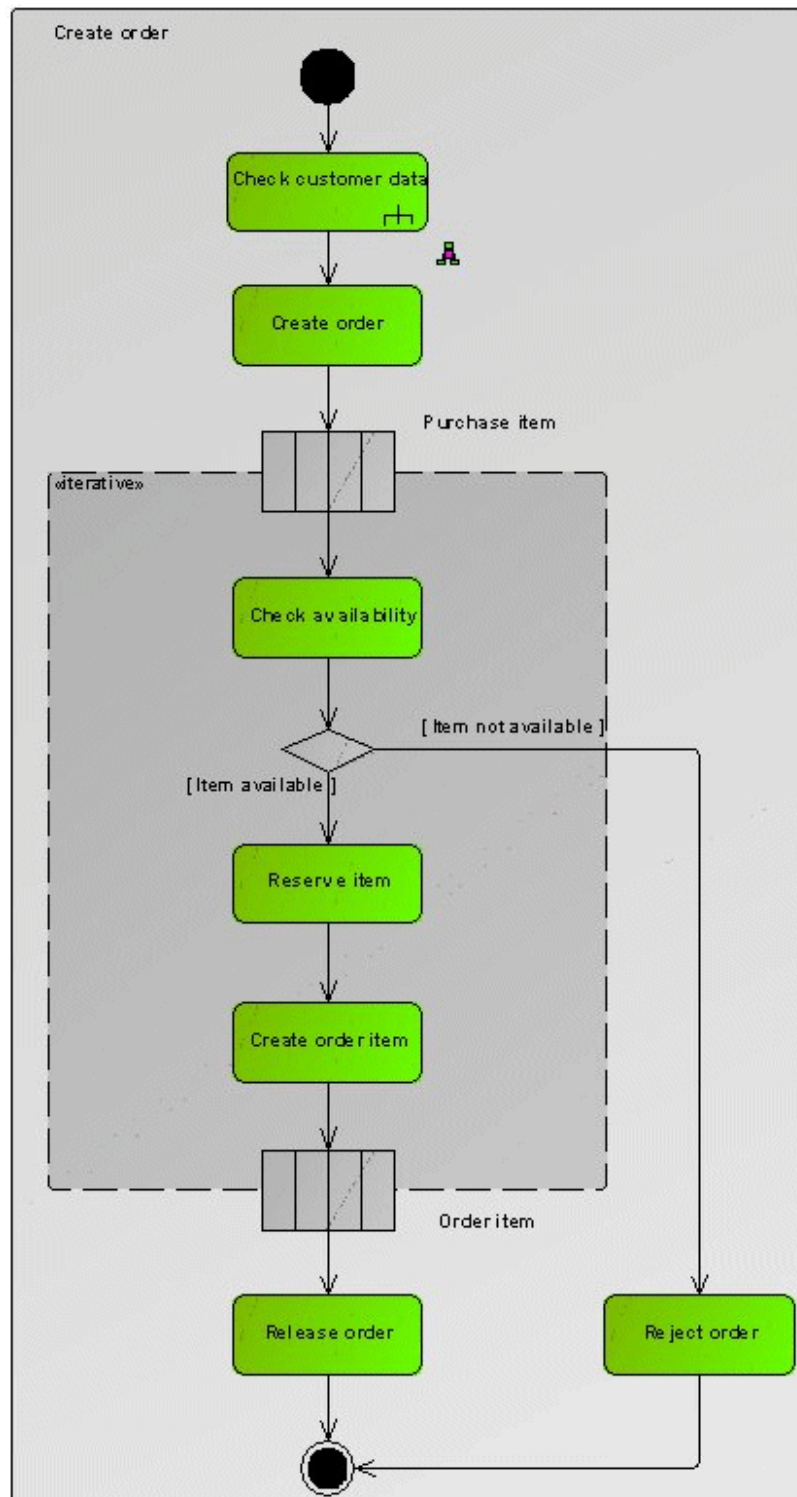 Create order
Check customer data
Create order
Purchase item
«iterative»
Check availability
[ Item not available ]
[ Item available ]
Reserve item
Create order item
Order item
Release order
Reject order